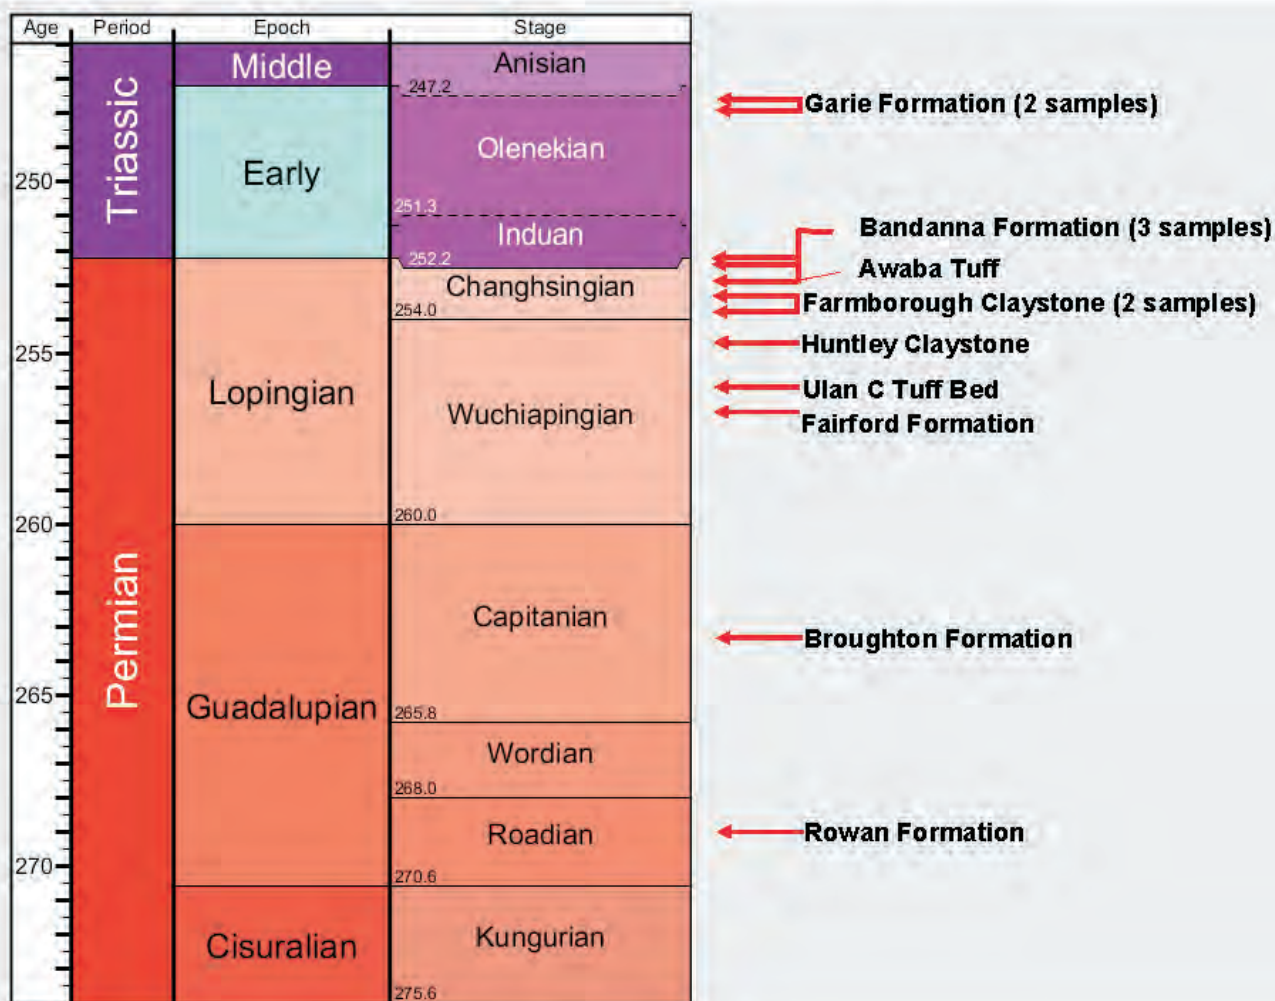 Age Period Epoch Stage
Triassic
Permian
250
255
260
265
270
Middle
Early
Lopingian
Guadalupian
Cisuralian
Anisian
247.2
Olenekian
251.3
Induan
252.2
Changhsingian
254.0
Wuchiapingian
260.0
Capitanian
265.8
Wordian
268.0
Roadian
270.6
Kungurian
275.6
Garie Formation (2 samples)
Bandanna Formation (3 samples)
Awaba Tuff
Farmborough Claystone (2 samples)
Huntley Claystone
Ulan C Tuff Bed
Fairford Formation
Broughton Formation
Rowan Formation